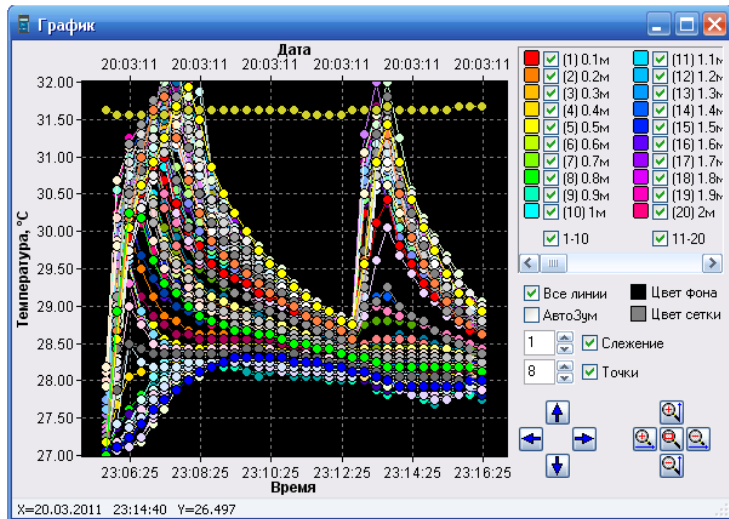 График
Дата
20:03:11 20:03:11 20:03:11 20:03:11 20:03:11 20:03:11
32.00
31.50
31.00
30.50
30.00
29.50
29.00
28.50
28.00
27.50
27.00
Температура, °C
23:06:25 23:08:25 23:10:25 23:12:25 23:14:25 23:16:25
Время
(1) 0.1м (11) 1.1м
(2) 0.2м (12) 1.2м
(3) 0.3м (13) 1.3м
(4) 0.4м (14) 1.4м
(5) 0.5м (15) 1.5м
(6) 0.6м (16) 1.6м
(7) 0.7м (17) 1.7м
(8) 0.8м (18) 1.8м
(9) 0.9м (19) 1.9м
(10) 1м (20) 2м
1-10 11-20
Все линии Цвет фона
АвтоЗум Цвет сетки
1 Слежение
8 Точки
X=20.03.2011 23:14:40 Y=26.497